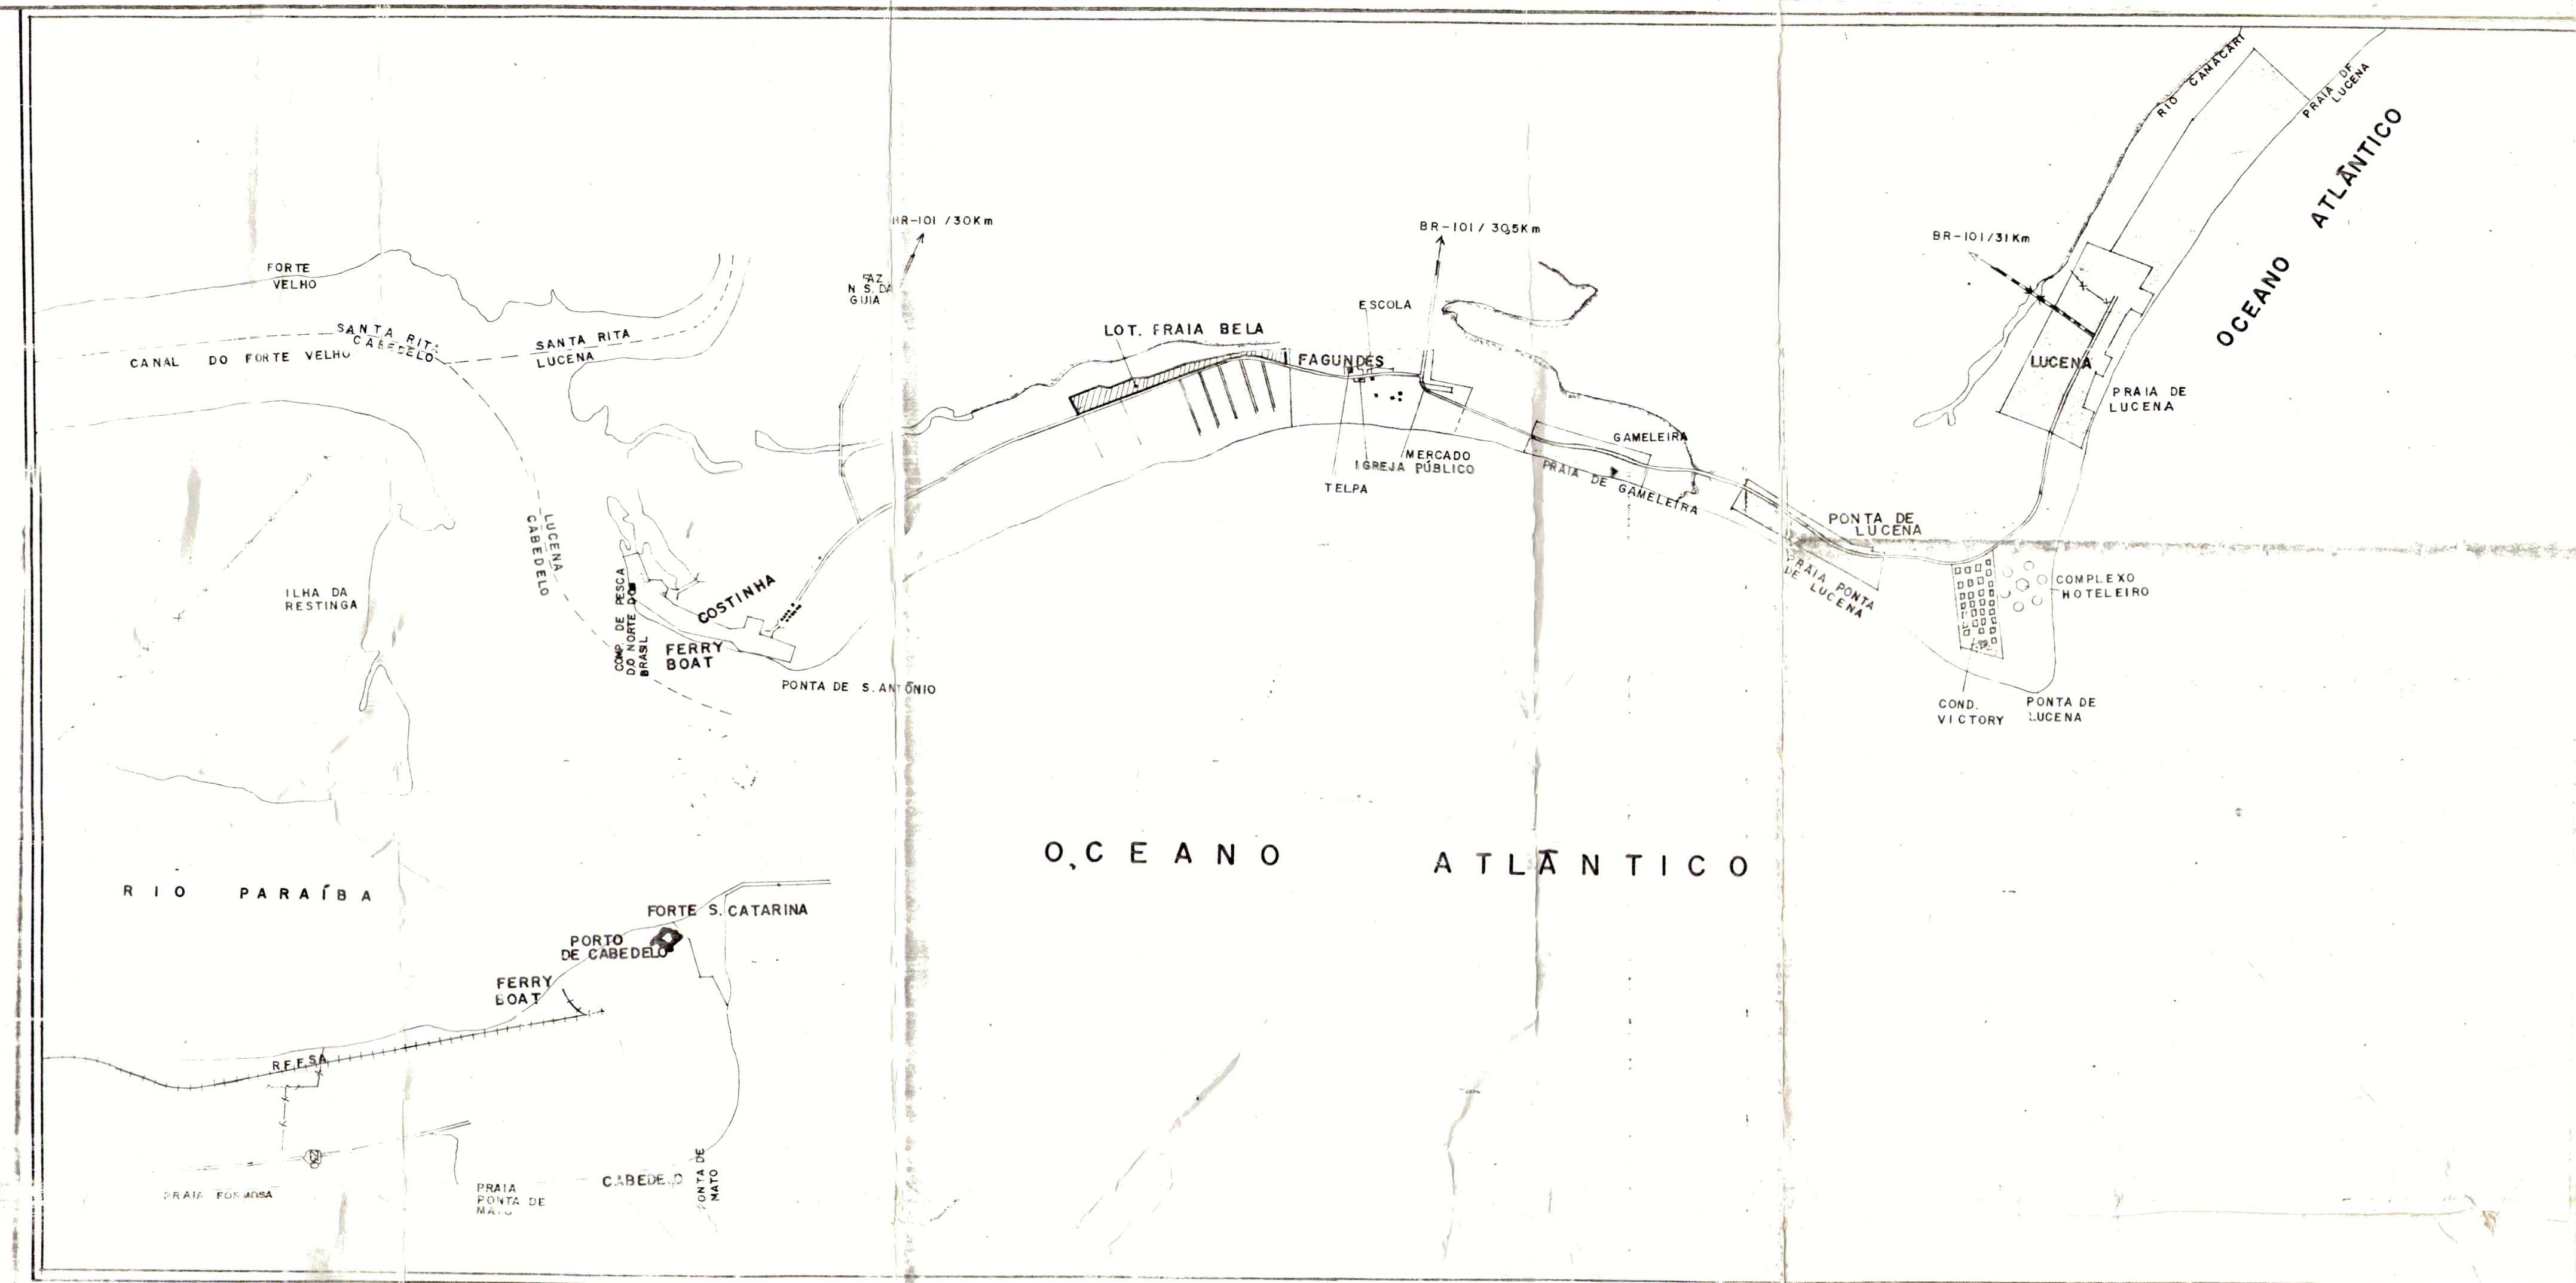 RIO CAMAÇARI
PRAIA DE
LUCENA
OCEANO ATLÂNTICO
BR-101/30Km
BR-101/30,5Km
BR-101/31Km
FORTE
VELHO
FAZ
N S. DA
GUIA
ESCOLA
SANTA RITA
CABEDELO
SANTA RITA
LUCENA
CANAL DO FORTE VELHO
LOT. PRAIA BELA
FAGUNDES
LUCENA
PRAIA DE
LUCENA
GAMELEIRA
MERCADO
PÚBLICO
IGREJA
TELPA
PRAIA DE GAMELEIRA
PONTA DE
LUCENA
PRAIA PONTA
DE LUCENA
LUCENA
CABEDELO
ILHA DA
RESTINGA
COMP. DE PESCA
DO NORTE DO
BRASIL
COSTINHA
FERRY
BOAT
PONTA DE S. ANTÔNIO
COMPLEXO
HOTELEIRO
COND.
VICTORY
PONTA DE
LUCENA
OCEANO ATLÂNTICO
RIO PARAÍBA
FORTE S. CATARINA
PORTO
DE CABEDELO
FERRY
BOAT
R.F.F.S.A
PRAIA FORMOSA
PRAIA
PONTA DE
MATO
CABEDELO
PONTA DE
MATO